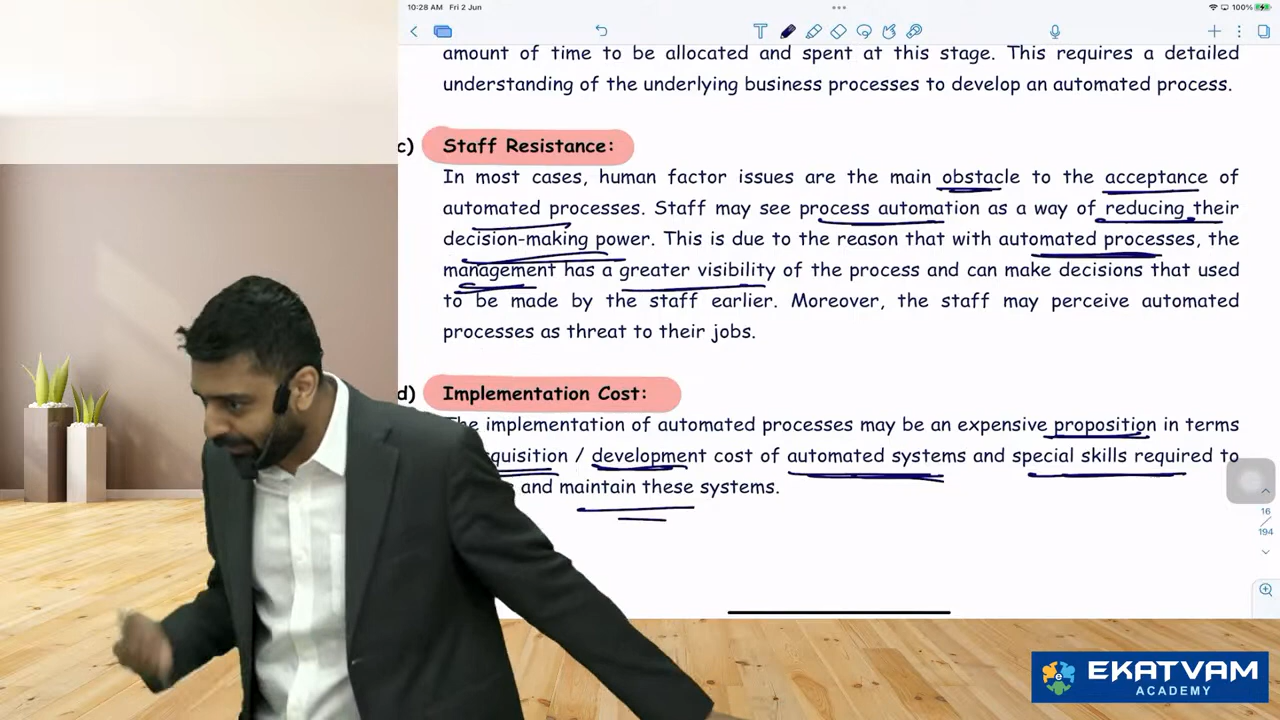 10:28 AM Fri 2 Jun
100%
amount of time to be allocated and spent at this stage. This requires a detailed
understanding of the underlying business processes to develop an automated process.
c) Staff Resistance:
In most cases, human factor issues are the main obstacle to the acceptance of
automated processes. Staff may see process automation as a way of reducing their
decision-making power. This is due to the reason that with automated processes, the
management has a greater visibility of the process and can make decisions that used
to be made by the staff earlier. Moreover, the staff may perceive automated
processes as threat to their jobs.
d) Implementation Cost:
The implementation of automated processes may be an expensive proposition in terms
quisition / development cost of automated systems and special skills required to
and maintain these systems.
16
194
EKATVAM
ACADEMY